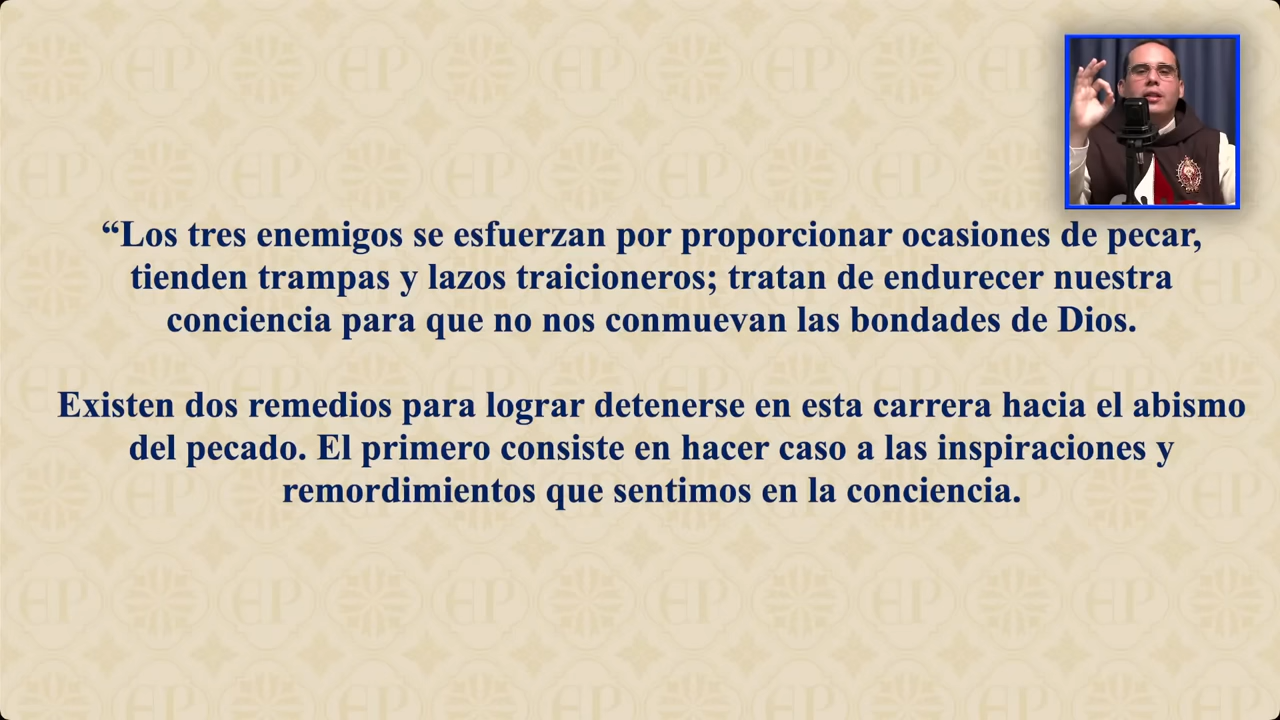 “Los tres enemigos se esfuerzan por proporcionar ocasiones de pecar,
tienden trampas y lazos traicioneros; tratan de endurecer nuestra
conciencia para que no nos conmuevan las bondades de Dios.
Existen dos remedios para lograr detenerse en esta carrera hacia el abismo
del pecado. El primero consiste en hacer caso a las inspiraciones y
remordimientos que sentimos en la conciencia.